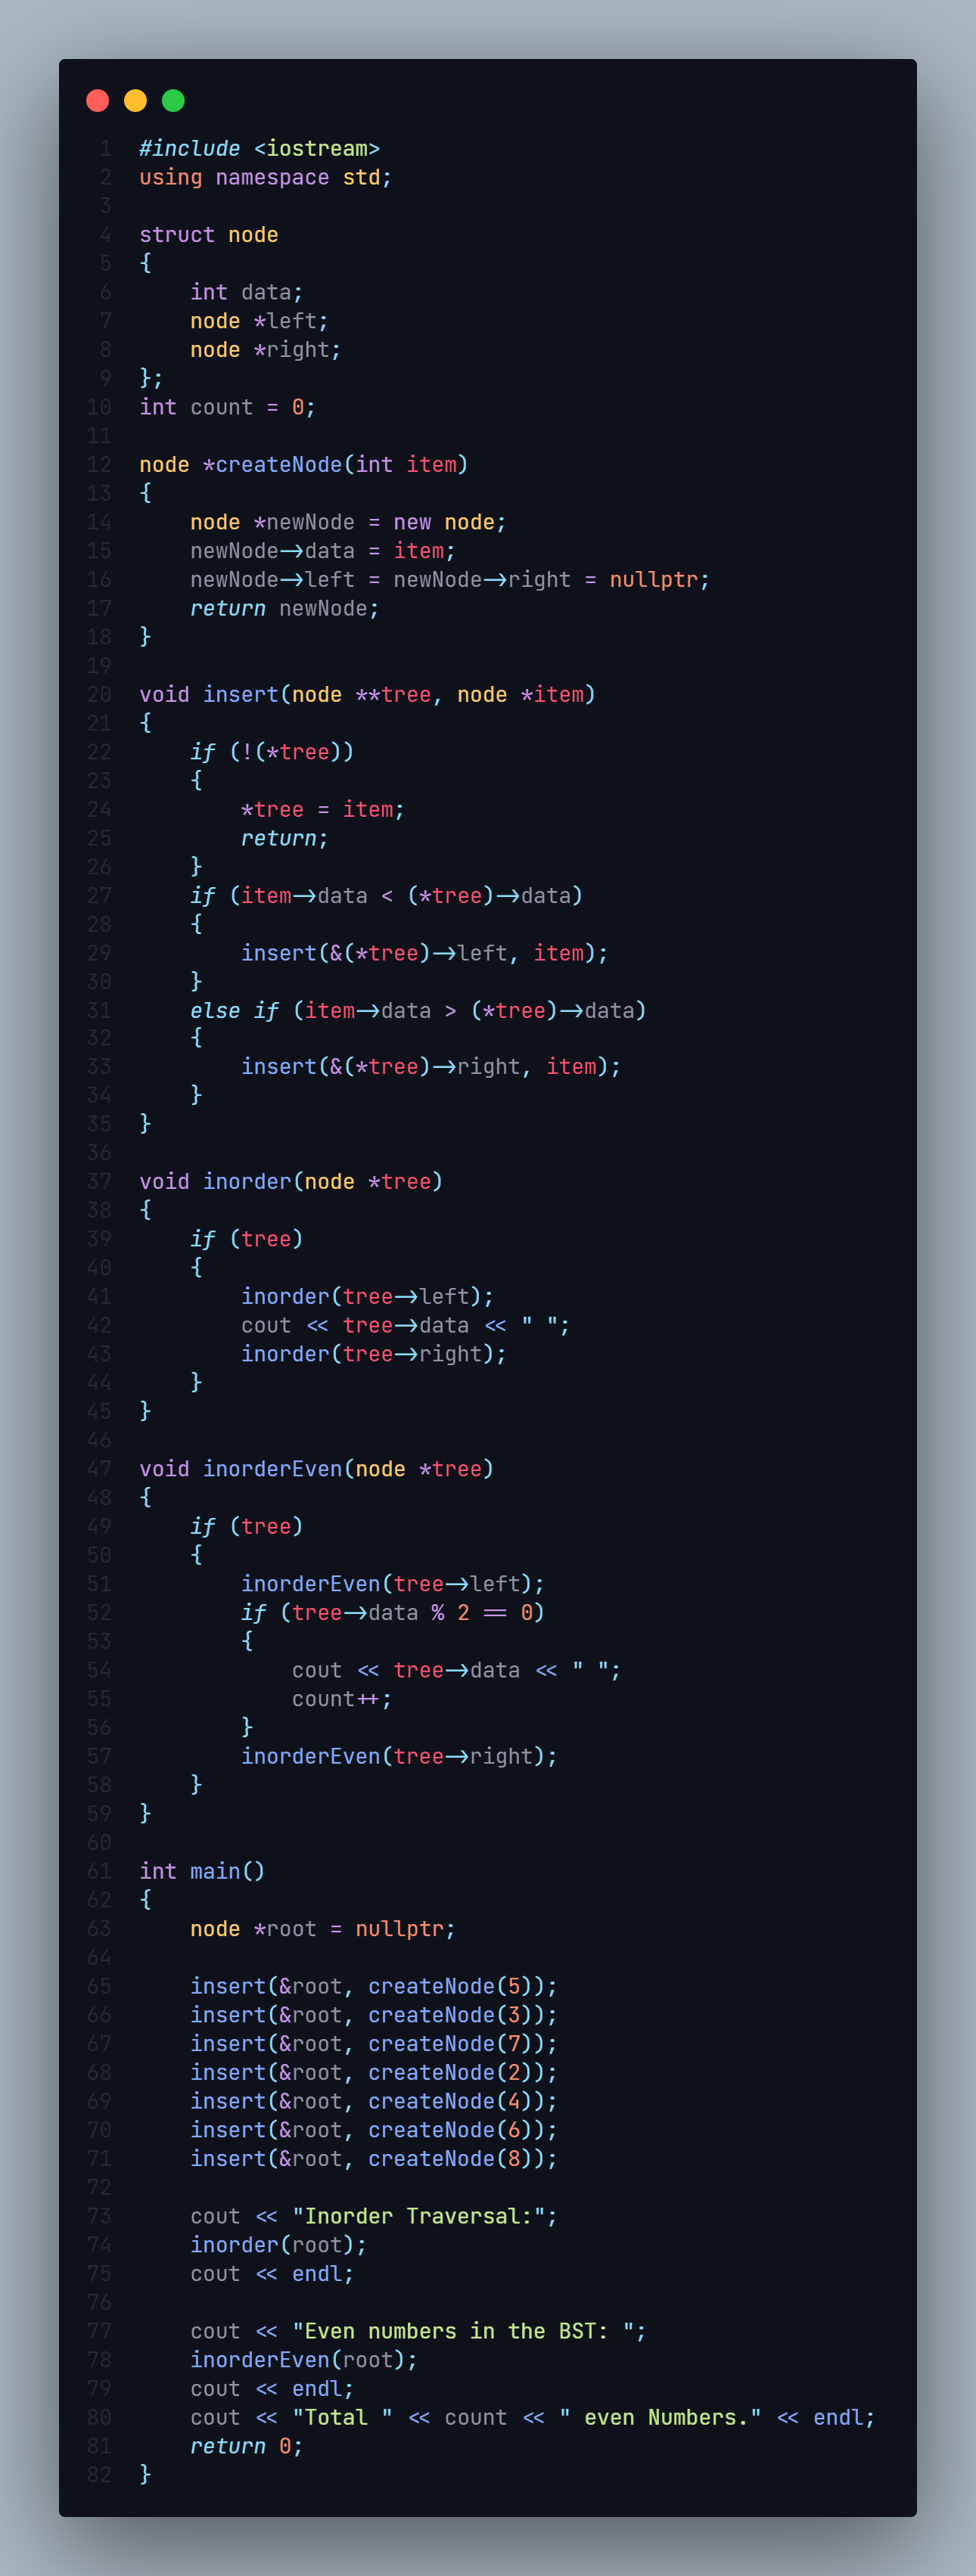 1 #include <iostream>
2 using namespace std;
3
4 struct node
5 {
6     int data;
7     node *left;
8     node *right;
9 };
10 int count = 0;
11
12 node *createNode(int item)
13 {
14     node *newNode = new node;
15     newNode->data = item;
16     newNode->left = newNode->right = nullptr;
17     return newNode;
18 }
19
20 void insert(node **tree, node *item)
21 {
22     if (!(*tree))
23     {
24         *tree = item;
25         return;
26     }
27     if (item->data < (*tree)->data)
28     {
29         insert(&(*tree)->left, item);
30     }
31     else if (item->data > (*tree)->data)
32     {
33         insert(&(*tree)->right, item);
34     }
35 }
36
37 void inorder(node *tree)
38 {
39     if (tree)
40     {
41         inorder(tree->left);
42         cout << tree->data << " ";
43         inorder(tree->right);
44     }
45 }
46
47 void inorderEven(node *tree)
48 {
49     if (tree)
50     {
51         inorderEven(tree->left);
52         if (tree->data % 2 == 0)
53         {
54             cout << tree->data << " ";
55             count++;
56         }
57         inorderEven(tree->right);
58     }
59 }
60
61 int main()
62 {
63     node *root = nullptr;
64
65     insert(&root, createNode(5));
66     insert(&root, createNode(3));
67     insert(&root, createNode(7));
68     insert(&root, createNode(2));
69     insert(&root, createNode(4));
70     insert(&root, createNode(6));
71     insert(&root, createNode(8));
72
73     cout << "Inorder Traversal:";
74     inorder(root);
75     cout << endl;
76
77     cout << "Even numbers in the BST: ";
78     inorderEven(root);
79     cout << endl;
80     cout << "Total " << count << " even Numbers." << endl;
81     return 0;
82 }